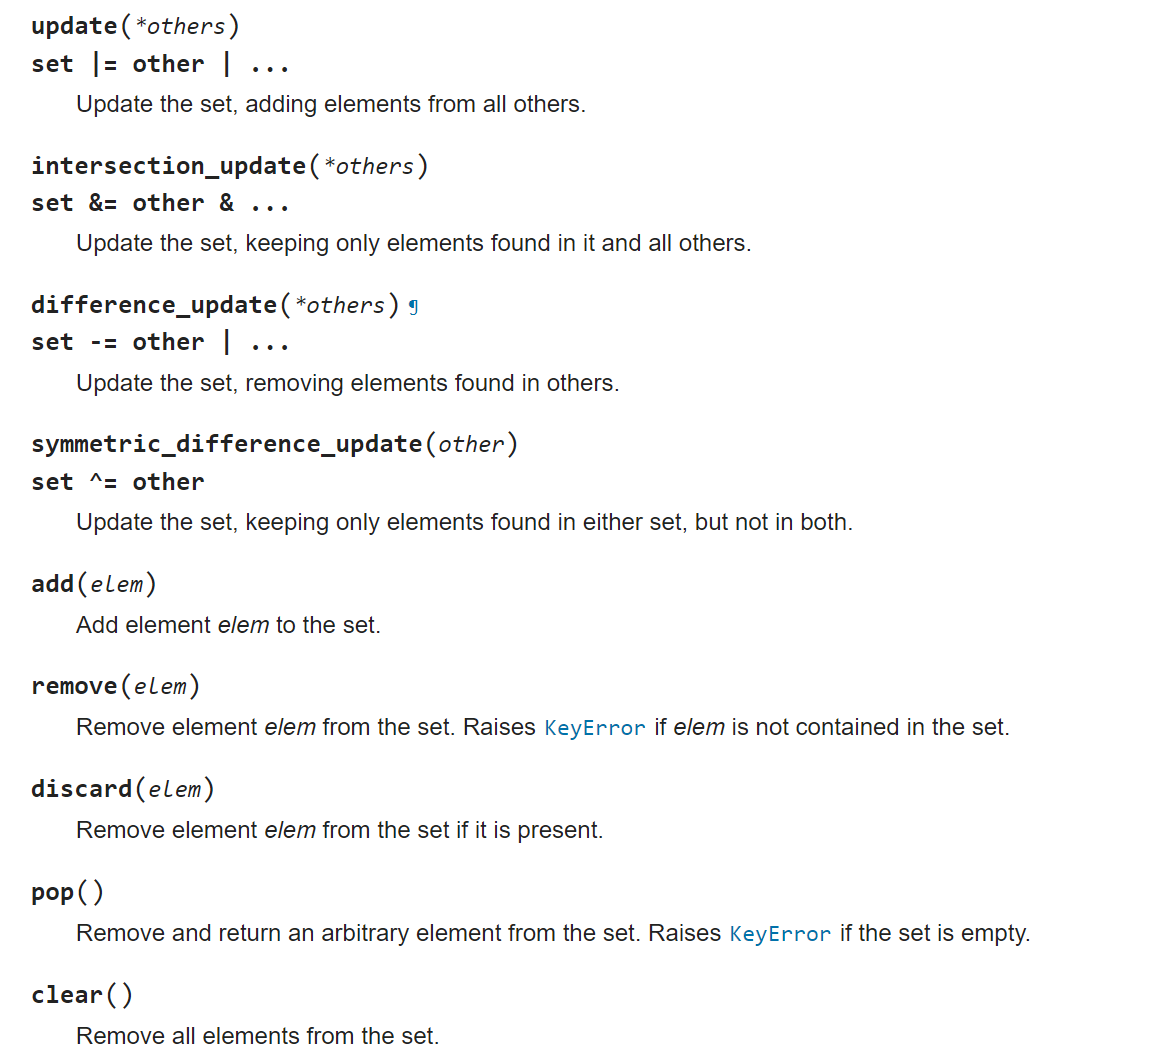 update(*others)
set |= other | ...
Update the set, adding elements from all others.
intersection_update(*others)
set &= other & ...
Update the set, keeping only elements found in it and all others.
difference_update(*others)¶
set -= other | ...
Update the set, removing elements found in others.
symmetric_difference_update(other)
set ^= other
Update the set, keeping only elements found in either set, but not in both.
add(elem)
Add element elem to the set.
remove(elem)
Remove element elem from the set. Raises KeyError if elem is not contained in the set.
discard(elem)
Remove element elem from the set if it is present.
pop()
Remove and return an arbitrary element from the set. Raises KeyError if the set is empty.
clear()
Remove all elements from the set.